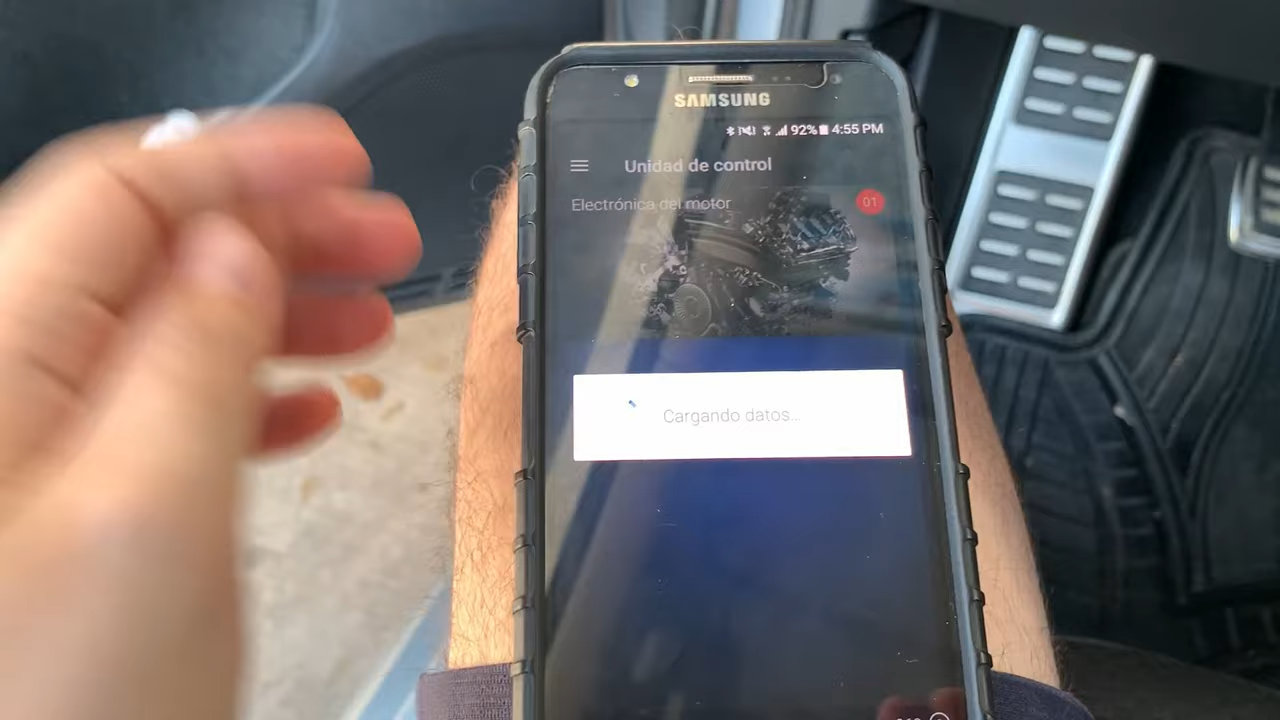 SAMSUNG
92% 4:55 PM
Unidad de control
Electrónica del motor
01
Cargando datos...